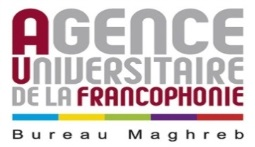 AGENCE
UNIVERSITAIRE
DE LA FRANCOPHONIE
Bureau Maghreb